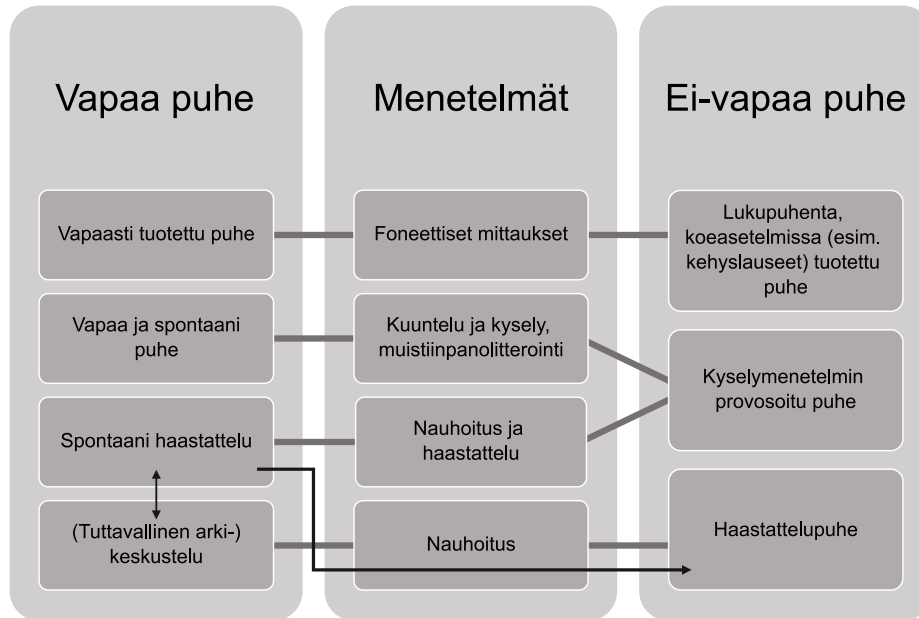 Vapaa puhe
Vapaasti tuotettu puhe
Vapaa ja spontaani
puhe
Spontaani haastattelu
(Tuttavallinen arki-)
keskustelu
Menetelmät
Foneettiset mittaukset
Kuuntelu ja kysely,
muistiinpanolitterointi
Nauhoitus ja
haastattelu
Nauhoitus
Ei-vapaa puhe
Lukupuhenta,
koeasetelmissa (esim.
kehyslauseet) tuotettu
puhe
Kyselymenetelmin
provosoitu puhe
Haastattelupuhe